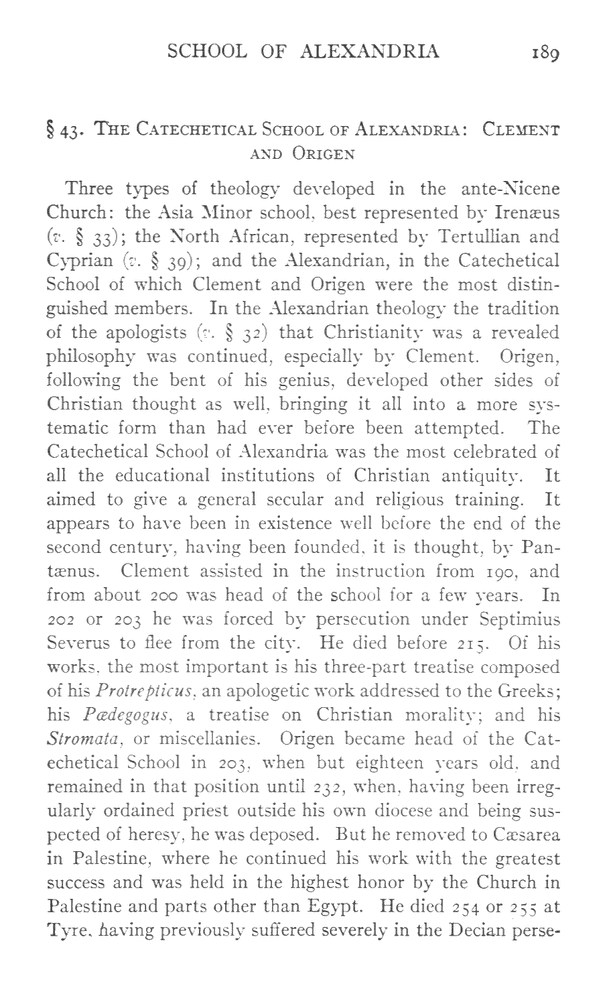 SCHOOL OF ALEXANDRIA 189
§ 43. The Catechetical School of Alexandria: Clement
and Origen
Three types of theology developed in the ante-Nicene
Church: the Asia Minor school, best represented by Irenæus
(v. § 33); the North African, represented by Tertullian and
Cyprian (v. § 39); and the Alexandrian, in the Catechetical
School of which Clement and Origen were the most distin-
guished members. In the Alexandrian theology the tradition
of the apologists (v. § 32) that Christianity was a revealed
philosophy was continued, especially by Clement. Origen,
following the bent of his genius, developed other sides of
Christian thought as well, bringing it all into a more sys-
tematic form than had ever before been attempted. The
Catechetical School of Alexandria was the most celebrated of
all the educational institutions of Christian antiquity. It
aimed to give a general secular and religious training. It
appears to have been in existence well before the end of the
second century, having been founded, it is thought, by Pan-
tænus. Clement assisted in the instruction from 190, and
from about 200 was head of the school for a few years. In
202 or 203 he was forced by persecution under Septimius
Severus to flee from the city. He died before 215. Of his
works, the most important is his three-part treatise composed
of his Protrepticus, an apologetic work addressed to the Greeks;
his Pædegogus, a treatise on Christian morality; and his
Stromata, or miscellanies. Origen became head of the Cat-
echetical School in 203, when but eighteen years old, and
remained in that position until 232, when, having been irreg-
ularly ordained priest outside his own diocese and being sus-
pected of heresy, he was deposed. But he removed to Cæsarea
in Palestine, where he continued his work with the greatest
success and was held in the highest honor by the Church in
Palestine and parts other than Egypt. He died 254 or 255 at
Tyre, having previously suffered severely in the Decian perse-